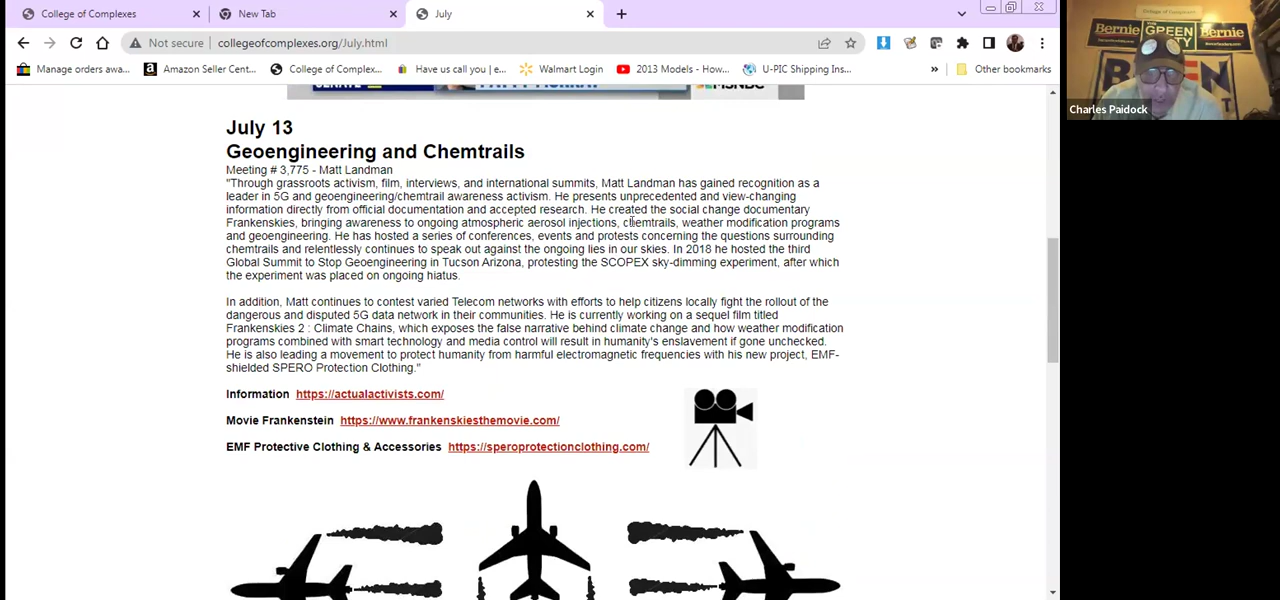 College of Complexes
New Tab
July
Not secure
collegeofcomplexes.org/July.html
Manage orders awa...
Amazon Seller Cent...
College of Complex...
Have us call you | e...
Walmart Login
2013 Models - How...
U-PIC Shipping Ins...
»
Other bookmarks
July 13
Geoengineering and Chemtrails
Meeting # 3,775 - Matt Landman
"Through grassroots activism, film, interviews, and international summits, Matt Landman has gained recognition as a
leader in 5G and geoengineering/chemtrail awareness activism. He presents unprecedented and view-changing
information directly from official documentation and accepted research. He created the social change documentary
Frankenskies, bringing awareness to ongoing atmospheric aerosol injections, chemtrails, weather modification programs
and geoengineering. He has hosted a series of conferences, events and protests concerning the questions surrounding
chemtrails and relentlessly continues to speak out against the ongoing lies in our skies. In 2018 he hosted the third
Global Summit to Stop Geoengineering in Tucson Arizona, protesting the SCOPEX sky-dimming experiment, after which
the experiment was placed on ongoing hiatus.
In addition, Matt continues to contest varied Telecom networks with efforts to help citizens locally fight the rollout of the
dangerous and disputed 5G data network in their communities. He is currently working on a sequel film titled
Frankenskies 2 : Climate Chains, which exposes the false narrative behind climate change and how weather modification
programs combined with smart technology and media control will result in humanity's enslavement if gone unchecked.
He is also leading a movement to protect humanity from harmful electromagnetic frequencies with his new project, EMF-
shielded SPERO Protection Clothing."
Information https://actualactivists.com/
Movie Frankenstein https://www.frankenskiesthemovie.com/
EMF Protective Clothing & Accessories https://speroprotectionclothing.com/
College of Complexes
Bernie
GREEN
Bernie
Charles Paidock